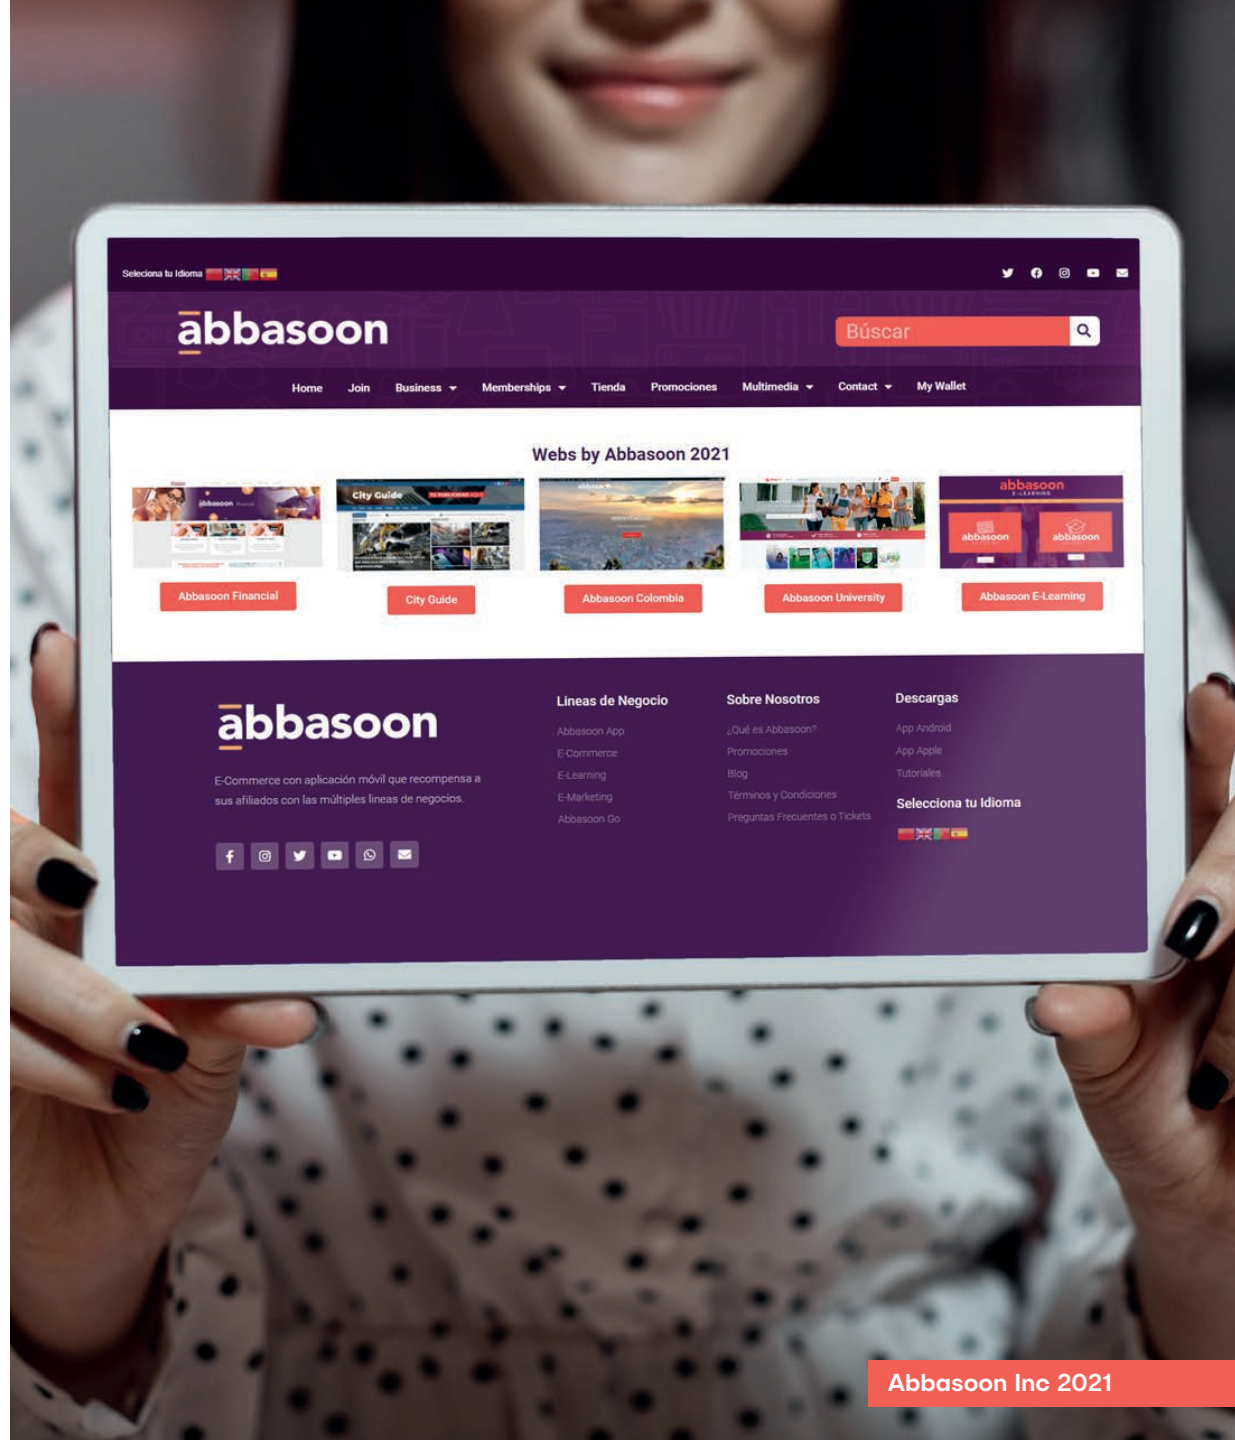 Seleciona tu Idioma
abbasoon
Búscar
Home Join Business Memberships Tienda Promociones Multimedia Contact My Wallet
Webs by Abbasoon 2021
abbasoon
City Guide
abbasoon
abbasoon
E-LEARNING
abbasoon abbasoon
Abbasoon Financial City Guide Abbasoon Colombia Abbasoon University Abbasoon E-Learning
abbasoon
E-Commerce con aplicación móvil que recompensa a
sus afiliados con las múltiples lineas de negocios.
Lineas de Negocio
Abbasoon App
E-Commerce
E-Learning
E-Marketing
Abbasoon Go
Sobre Nosotros
¿Qué es Abbasoon?
Promociones
Blog
Términos y Condiciones
Preguntas Frecuentes o Tickets
Descargas
App Android
App Apple
Tutoriales
Selecciona tu Idioma
Abbasoon Inc 2021